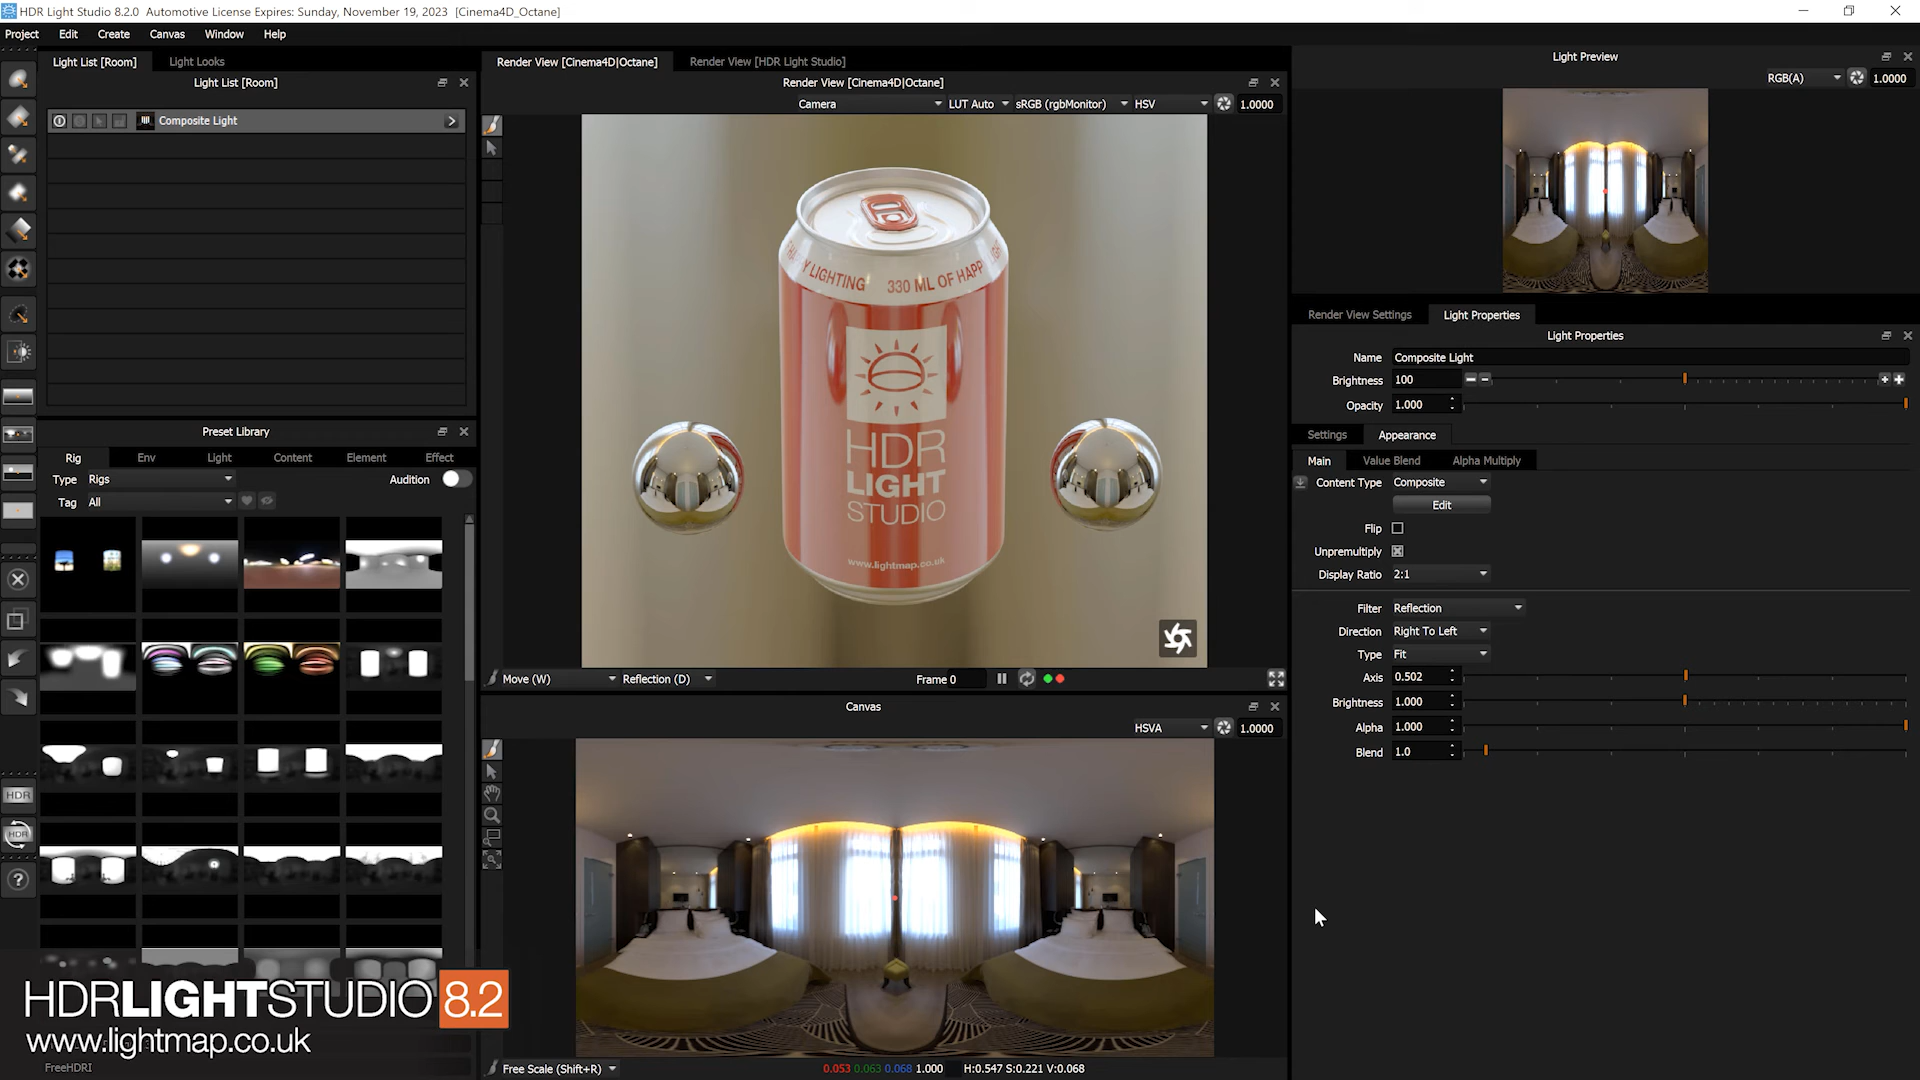 HDR Light Studio 8.2.0  Automotive License Expires: Sunday, November 19, 2023  [Cinema4D_Octane]
Project Edit Create Canvas Window Help
Light List [Room] Light Looks
Light List [Room]
Composite Light
Preset Library
Rig Env Light Content Element Effect
Type Rigs Audition
Tag All
HDR
HDR
?
HDRLIGHTSTUDIO 8.2
www.lightmap.co.uk
FreeHDRI
Render View [Cinema4D|Octane] Render View [HDR Light Studio]
Render View [Cinema4D|Octane]
Camera LUT Auto sRGB (rgbMonitor) HSV 1.0000
Y LIGHTING 330 ML OF HAPP
HDR
LIGHT
STUDIO
www.lightmap.co.uk
Move (W) Reflection (D) Frame 0
Canvas
HSVA 1.0000
Free Scale (Shift+R) 0.053 0.063 0.068 1.000 H:0.547 S:0.221 V:0.068
Light Preview
RGB(A) 1.0000
Render View Settings Light Properties
Light Properties
Name Composite Light
Brightness 100
Opacity 1.000
Settings Appearance
Main Value Blend Alpha Multiply
Content Type Composite
Edit
Flip
Unpremultiply
Display Ratio 2:1
Filter Reflection
Direction Right To Left
Type Fit
Axis 0.502
Brightness 1.000
Alpha 1.000
Blend 1.0